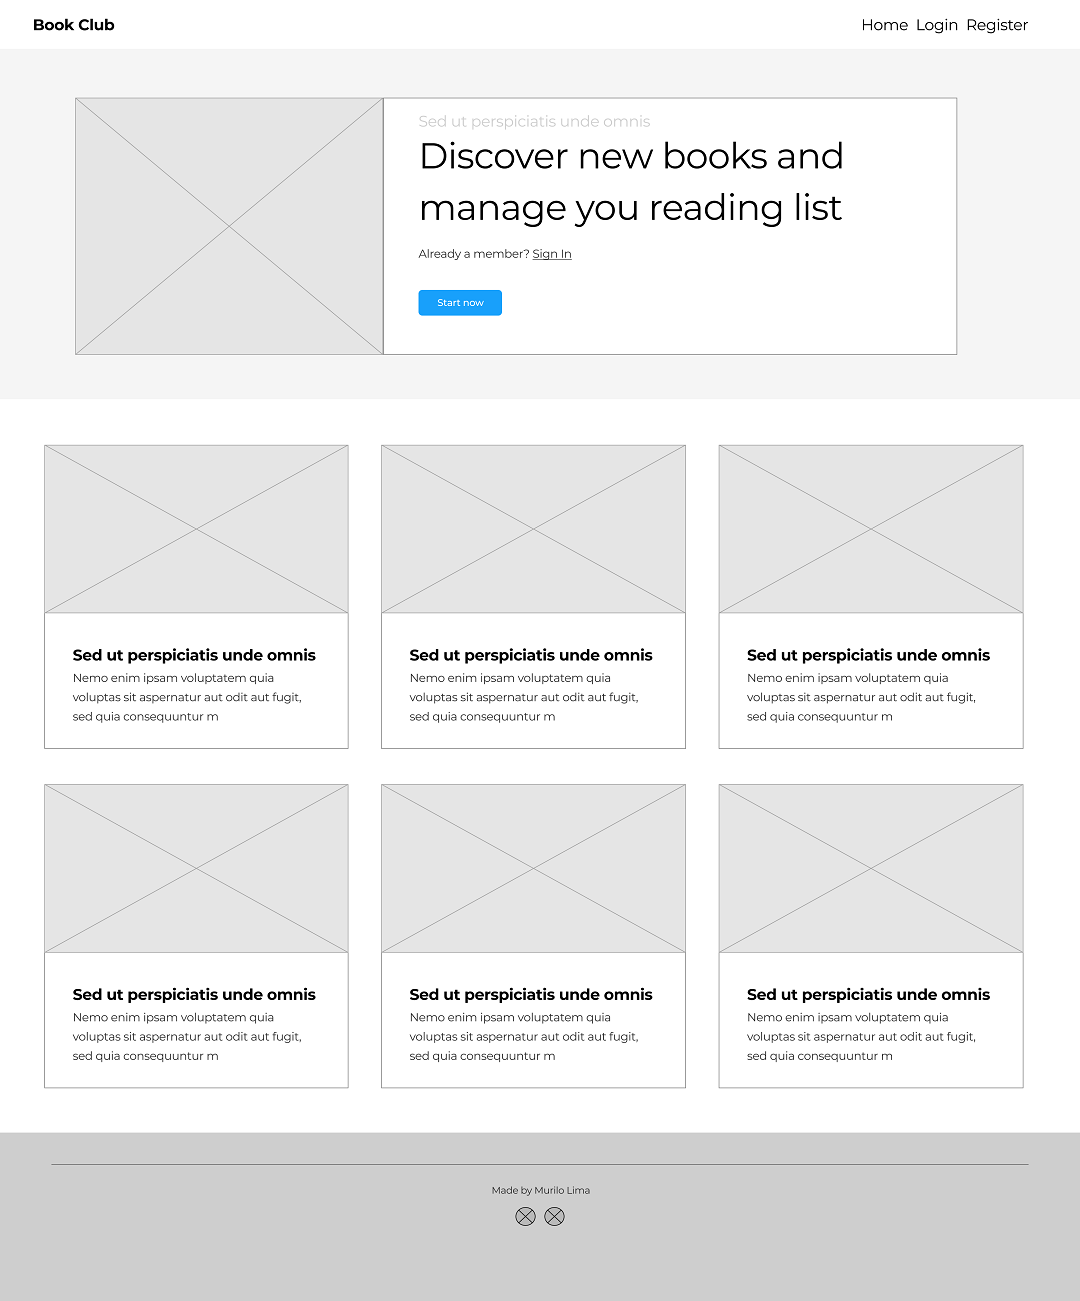 Book Club
Home Login Register
Sed ut perspiciatis unde omnis
Discover new books and
manage you reading list
Already a member? Sign In
Start now
Sed ut perspiciatis unde omnis
Nemo enim ipsam voluptatem quia
voluptas sit aspernatur aut odit aut fugit,
sed quia consequuntur m
Sed ut perspiciatis unde omnis
Nemo enim ipsam voluptatem quia
voluptas sit aspernatur aut odit aut fugit,
sed quia consequuntur m
Sed ut perspiciatis unde omnis
Nemo enim ipsam voluptatem quia
voluptas sit aspernatur aut odit aut fugit,
sed quia consequuntur m
Sed ut perspiciatis unde omnis
Nemo enim ipsam voluptatem quia
voluptas sit aspernatur aut odit aut fugit,
sed quia consequuntur m
Sed ut perspiciatis unde omnis
Nemo enim ipsam voluptatem quia
voluptas sit aspernatur aut odit aut fugit,
sed quia consequuntur m
Sed ut perspiciatis unde omnis
Nemo enim ipsam voluptatem quia
voluptas sit aspernatur aut odit aut fugit,
sed quia consequuntur m
Made by Murilo Lima